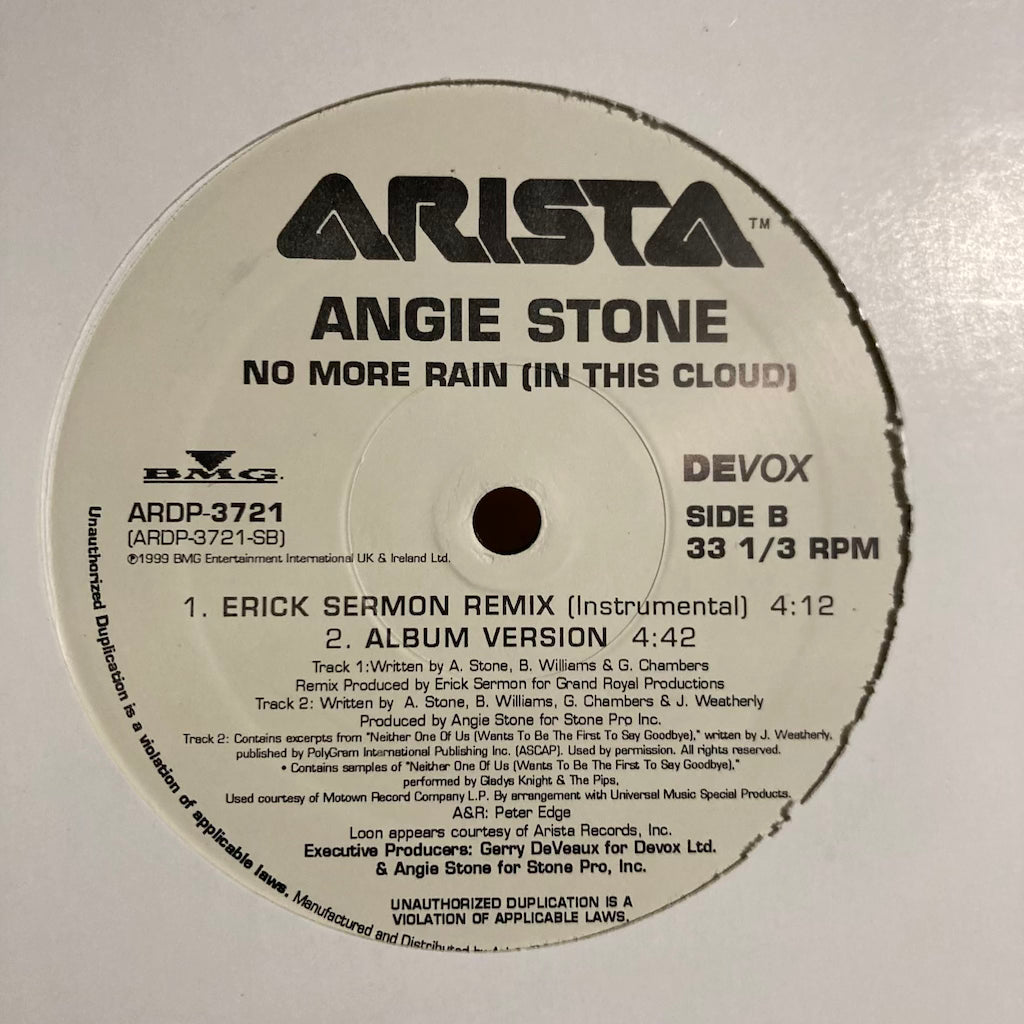 ARISTA™
ANGIE STONE
NO MORE RAIN (IN THIS CLOUD)
BMG.
DEVOX
ARDP-3721
(ARDP-3721-SB)
℗1999 BMG Entertainment International UK & Ireland Ltd.
SIDE B
33 1/3 RPM
1. ERICK SERMON REMIX (Instrumental) 4:12
2. ALBUM VERSION 4:42
Track 1:Written by A. Stone, B. Williams & G. Chambers
Remix Produced by Erick Sermon for Grand Royal Productions
Track 2: Written by A. Stone, B. Williams, G. Chambers & J. Weatherly
Produced by Angie Stone for Stone Pro Inc.
Track 2: Contains excerpts from "Neither One Of Us (Wants To Be The First To Say Goodbye)," written by J. Weatherly,
published by PolyGram International Publishing Inc. (ASCAP). Used by permission. All rights reserved.
• Contains samples of "Neither One Of Us (Wants To Be The First To Say Goodbye),"
performed by Gladys Knight & The Pips,
Used courtesy of Motown Record Company L.P. By arrangement with Universal Music Special Products.
A&R: Peter Edge
Loon appears courtesy of Arista Records, Inc.
Executive Producers: Gerry DeVeaux for Devox Ltd.
& Angie Stone for Stone Pro, Inc.
UNAUTHORIZED DUPLICATION IS A
VIOLATION OF APPLICABLE LAWS.
Unauthorized Duplication is a violation of applicable laws. Manufactured and Distributed